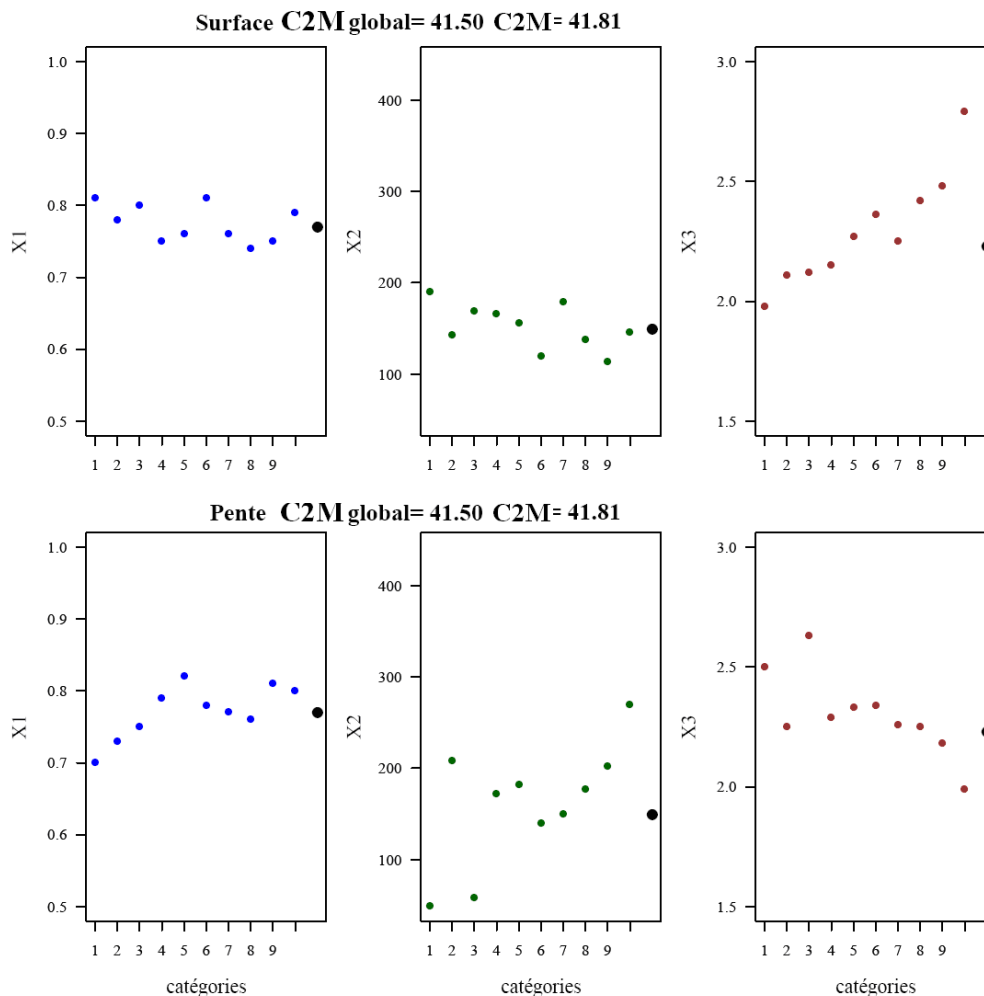 Surface C2M global= 41.50 C2M= 41.81
X1
1.0
0.9
0.8
0.7
0.6
0.5
1 2 3 4 5 6 7 8 9
X2
400
300
200
100
1 2 3 4 5 6 7 8 9
X3
3.0
2.5
2.0
1.5
1 2 3 4 5 6 7 8 9
Pente C2M global= 41.50 C2M= 41.81
X1
1.0
0.9
0.8
0.7
0.6
0.5
1 2 3 4 5 6 7 8 9
catégories
X2
400
300
200
100
1 2 3 4 5 6 7 8 9
catégories
X3
3.0
2.5
2.0
1.5
1 2 3 4 5 6 7 8 9
catégories